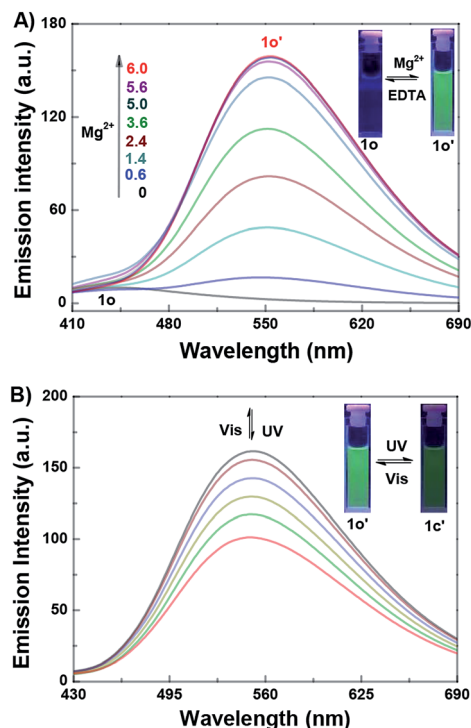 A)
180
120
60
0
Emission intensity (a.u.)
Mg2+
6.0
5.6
5.0
3.6
2.4
1.4
0.6
0
1o'
1o
Mg2+
EDTA
1o
1o'
410 480 550 625 690
Wavelength (nm)
B)
200
150
100
50
0
Emission Intensity (a.u.)
Vis UV
UV
Vis
1o'
1c'
430 495 560 625 690
Wavelength (nm)